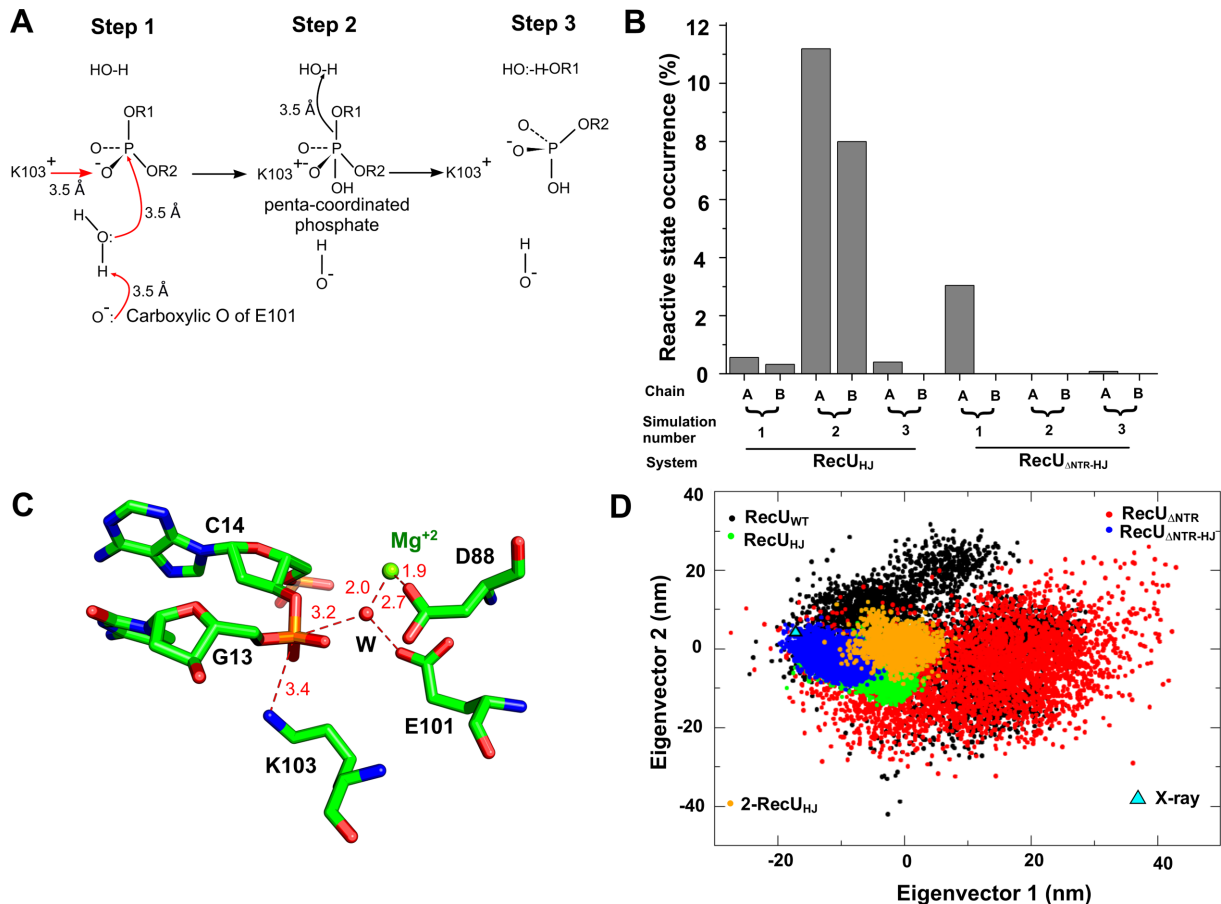 A
Step 1
Step 2
Step 3
HO-H
HO-H
HO:-H-OR1
3.5 Å
OR1
OR1
O
P
O
P
O
OR2
-
O
OR2
K103+
-
O
OR2
K103+
-
O
P
K103+
3.5 Å
OH
OH
H
3.5 Å
penta-coordinated
phosphate
O:
H
H
H
3.5 Å
O-
O-
O-: Carboxylic O of E101
B
Reactive state occurrence (%)
12
10
8
6
4
2
0
Chain A B A B A B A B A B A B
Simulation
number 1 2 3 1 2 3
System RecUHJ RecUΔNTR-HJ
C
C14
Mg+2
D88
1.9
2.0
2.7
3.2
W
G13
3.4
E101
K103
D
40
20
0
-20
-40
Eigenvector 2 (nm)
RecUWT
RecUHJ
RecUΔNTR
RecUΔNTR-HJ
2-RecUHJ
X-ray
-20 0 20 40
Eigenvector 1 (nm)